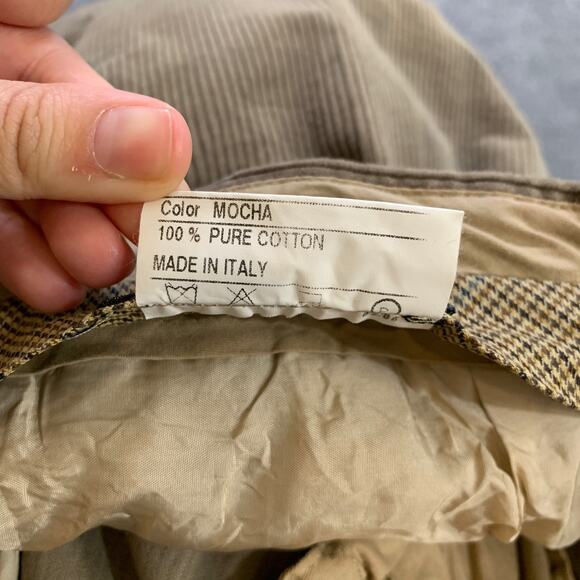 Color MOCHA
100 % PURE COTTON
MADE IN ITALY